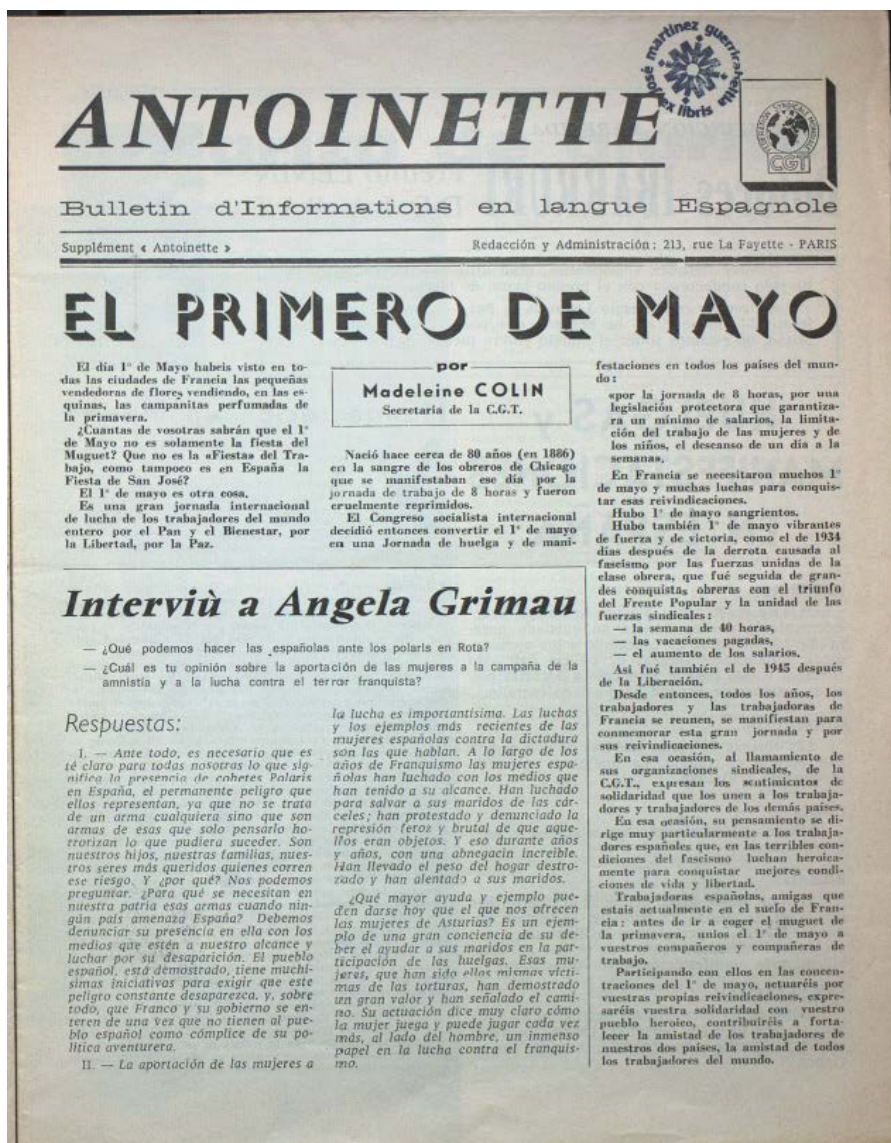 josé martínez guerricabeitia
ex libris
ANTOINETTE
FEDERATION SYNDICALE MONDIALE
CGT
Bulletin d'Informations en langue Espagnole
Supplément « Antoinette »
Redacción y Administración : 213, rue La Fayette - PARIS
EL PRIMERO DE MAYO
El día 1º de Mayo habeis visto en to-
das las ciudades de Francia las pequeñas
vendedoras de flores vendiendo, en las es-
quinas, las campanitas perfumadas de
la primavera.
¿Cuantas de vosotras sabrán que el 1º
de Mayo no es solamente la fiesta del
Muguet? Que no es la «Fiesta» del Tra-
bajo, como tampoco es en España la
Fiesta de San José?
El 1º de mayo es otra cosa.
Es una gran jornada internacional
de lucha de los trabajadores del mundo
entero por el Pan y el Bienestar, por
la Libertad, por la Paz.
por
Madeleine COLIN
Secretaria de la C.G.T.
Nació hace cerca de 80 años (en 1886)
en la sangre de los obreros de Chicago
que se manifestaban ese día por la
jornada de trabajo de 8 horas y fueron
cruelmente reprimidos.
El Congreso socialista internacional
decidió entonces convertir el 1º de mayo
en una Jornada de huelga y de mani-
festaciones en todos los países del mun-
do :
«por la jornada de 8 horas, por una
legislación protectora que garantiza-
ra un mínimo de salarios, la limita-
ción del trabajo de las mujeres y de
los niños, el descanso de un día a la
semana».
En Francia se necesitaron muchos 1º
de mayo y muchas luchas para conquis-
tar esas reivindicaciones.
Hubo 1º de mayo sangrientos.
Hubo también 1º de mayo vibrantes
de fuerza y de victoria, como el de 1934
días después de la derrota causada al
fascismo por las fuerzas unidas de la
clase obrera, que fué seguida de gran-
des conquistas obreras con el triunfo
del Frente Popular y la unidad de las
fuerzas sindicales :
— la semana de 40 horas,
— las vacaciones pagadas,
— el aumento de los salarios.
Así fué también el de 1945 después
de la Liberación.
Desde entonces, todos los años, los
trabajadores y las trabajadoras de
Francia se reunen, se manifiestan para
conmemorar esta gran jornada y por
sus reivindicaciones.
En esa ocasión, al llamamiento de
sus organizaciones sindicales, de la
C.G.T., expresan los sentimientos de
solidaridad que los unen a los trabaja-
dores y trabajadores de los demás países.
En esa ocasión, su pensamiento se di-
rige muy particularmente a los trabaja-
dores españoles que, en las terribles con-
diciones del fascismo luchan heroica-
mente para conquistar mejores condi-
ciones de vida y libertad.
Trabajadoras españolas, amigas que
estais actualmente en el suelo de Fran-
cia : antes de ir a coger el muguet de
la primavera, unios el 1º de mayo a
vuestros compañeros y compañeras de
trabajo.
Participando con ellos en las concen-
traciones del 1º de mayo, actuaréis por
vuestras propias reivindicaciones, expre-
saréis vuestra solidaridad con vuestro
pueblo heroico, contribuiréis a forta-
lecer la amistad de los trabajadores de
nuestros dos países, la amistad de todos
los trabajadores del mundo.
Interviù a Angela Grimau
— ¿Qué podemos hacer las españolas ante los polaris en Rota?
— ¿Cuál es tu opinión sobre la aportación de las mujeres a la campaña de la
amnistía y a la lucha contra el terror franquista?
Respuestas:
I. — Ante todo, es necesario que es
té claro para todas nosotras lo que sig-
nifica la presencia de cohetes Polaris
en España, el permanente peligro que
ellos representan, ya que no se trata
de un arma cualquiera sino que son
armas de esas que solo pensarlo ho-
rrorizan lo que pudiera suceder. Son
nuestros hijos, nuestras familias, nues-
tros seres más queridos quienes corren
ese riesgo. Y ¿por qué? Nos podemos
preguntar. ¿Para qué se necesitan en
nuestra patria esas armas cuando nin-
gún país amenaza España? Debemos
denunciar su presencia en ella con los
medios que estén a nuestro alcance y
luchar por su desaparición. El pueblo
español, está demostrado, tiene muchí-
simas iniciativas para exigir que este
peligro constante desaparezca, y, sobre
todo, que Franco y su gobierno se en-
teren de una vez que no tienen al pue-
blo español como cómplice de su po-
lítica aventurera.
II. — La aportación de las mujeres a
la lucha es importantísima. Las luchas
y los ejemplos más recientes de las
mujeres españolas contra la dictadura
son las que hablan. A lo largo de los
años de Franquismo las mujeres espa-
ñolas han luchado con los medios que
han tenido a su alcance. Han luchado
para salvar a sus maridos de las cár-
celes; han protestado y denunciado la
represión feroz y brutal de que aque-
llos eran objetos. Y eso durante años
y años, con una abnegacin increible.
Han llevado el peso del hogar destro-
zado y han alentado a sus maridos.
¿Qué mayor ayuda y ejemplo pue-
den darse hoy que el que nos ofrecen
las mujeres de Asturias? Es un ejem-
plo de una gran conciencia de su de-
ber el ayudar a sus maridos en la par-
ticipación de las huelgas. Esas mu-
jeres, que han sido ellas mismas vícti-
mas de las torturas, han demostrado
un gran valor y han señalado el cami-
no. Su actuación dice muy claro cómo
la mujer juega y puede jugar cada vez
más, al lado del hombre, un inmenso
papel en la lucha contra el franquis-
mo.